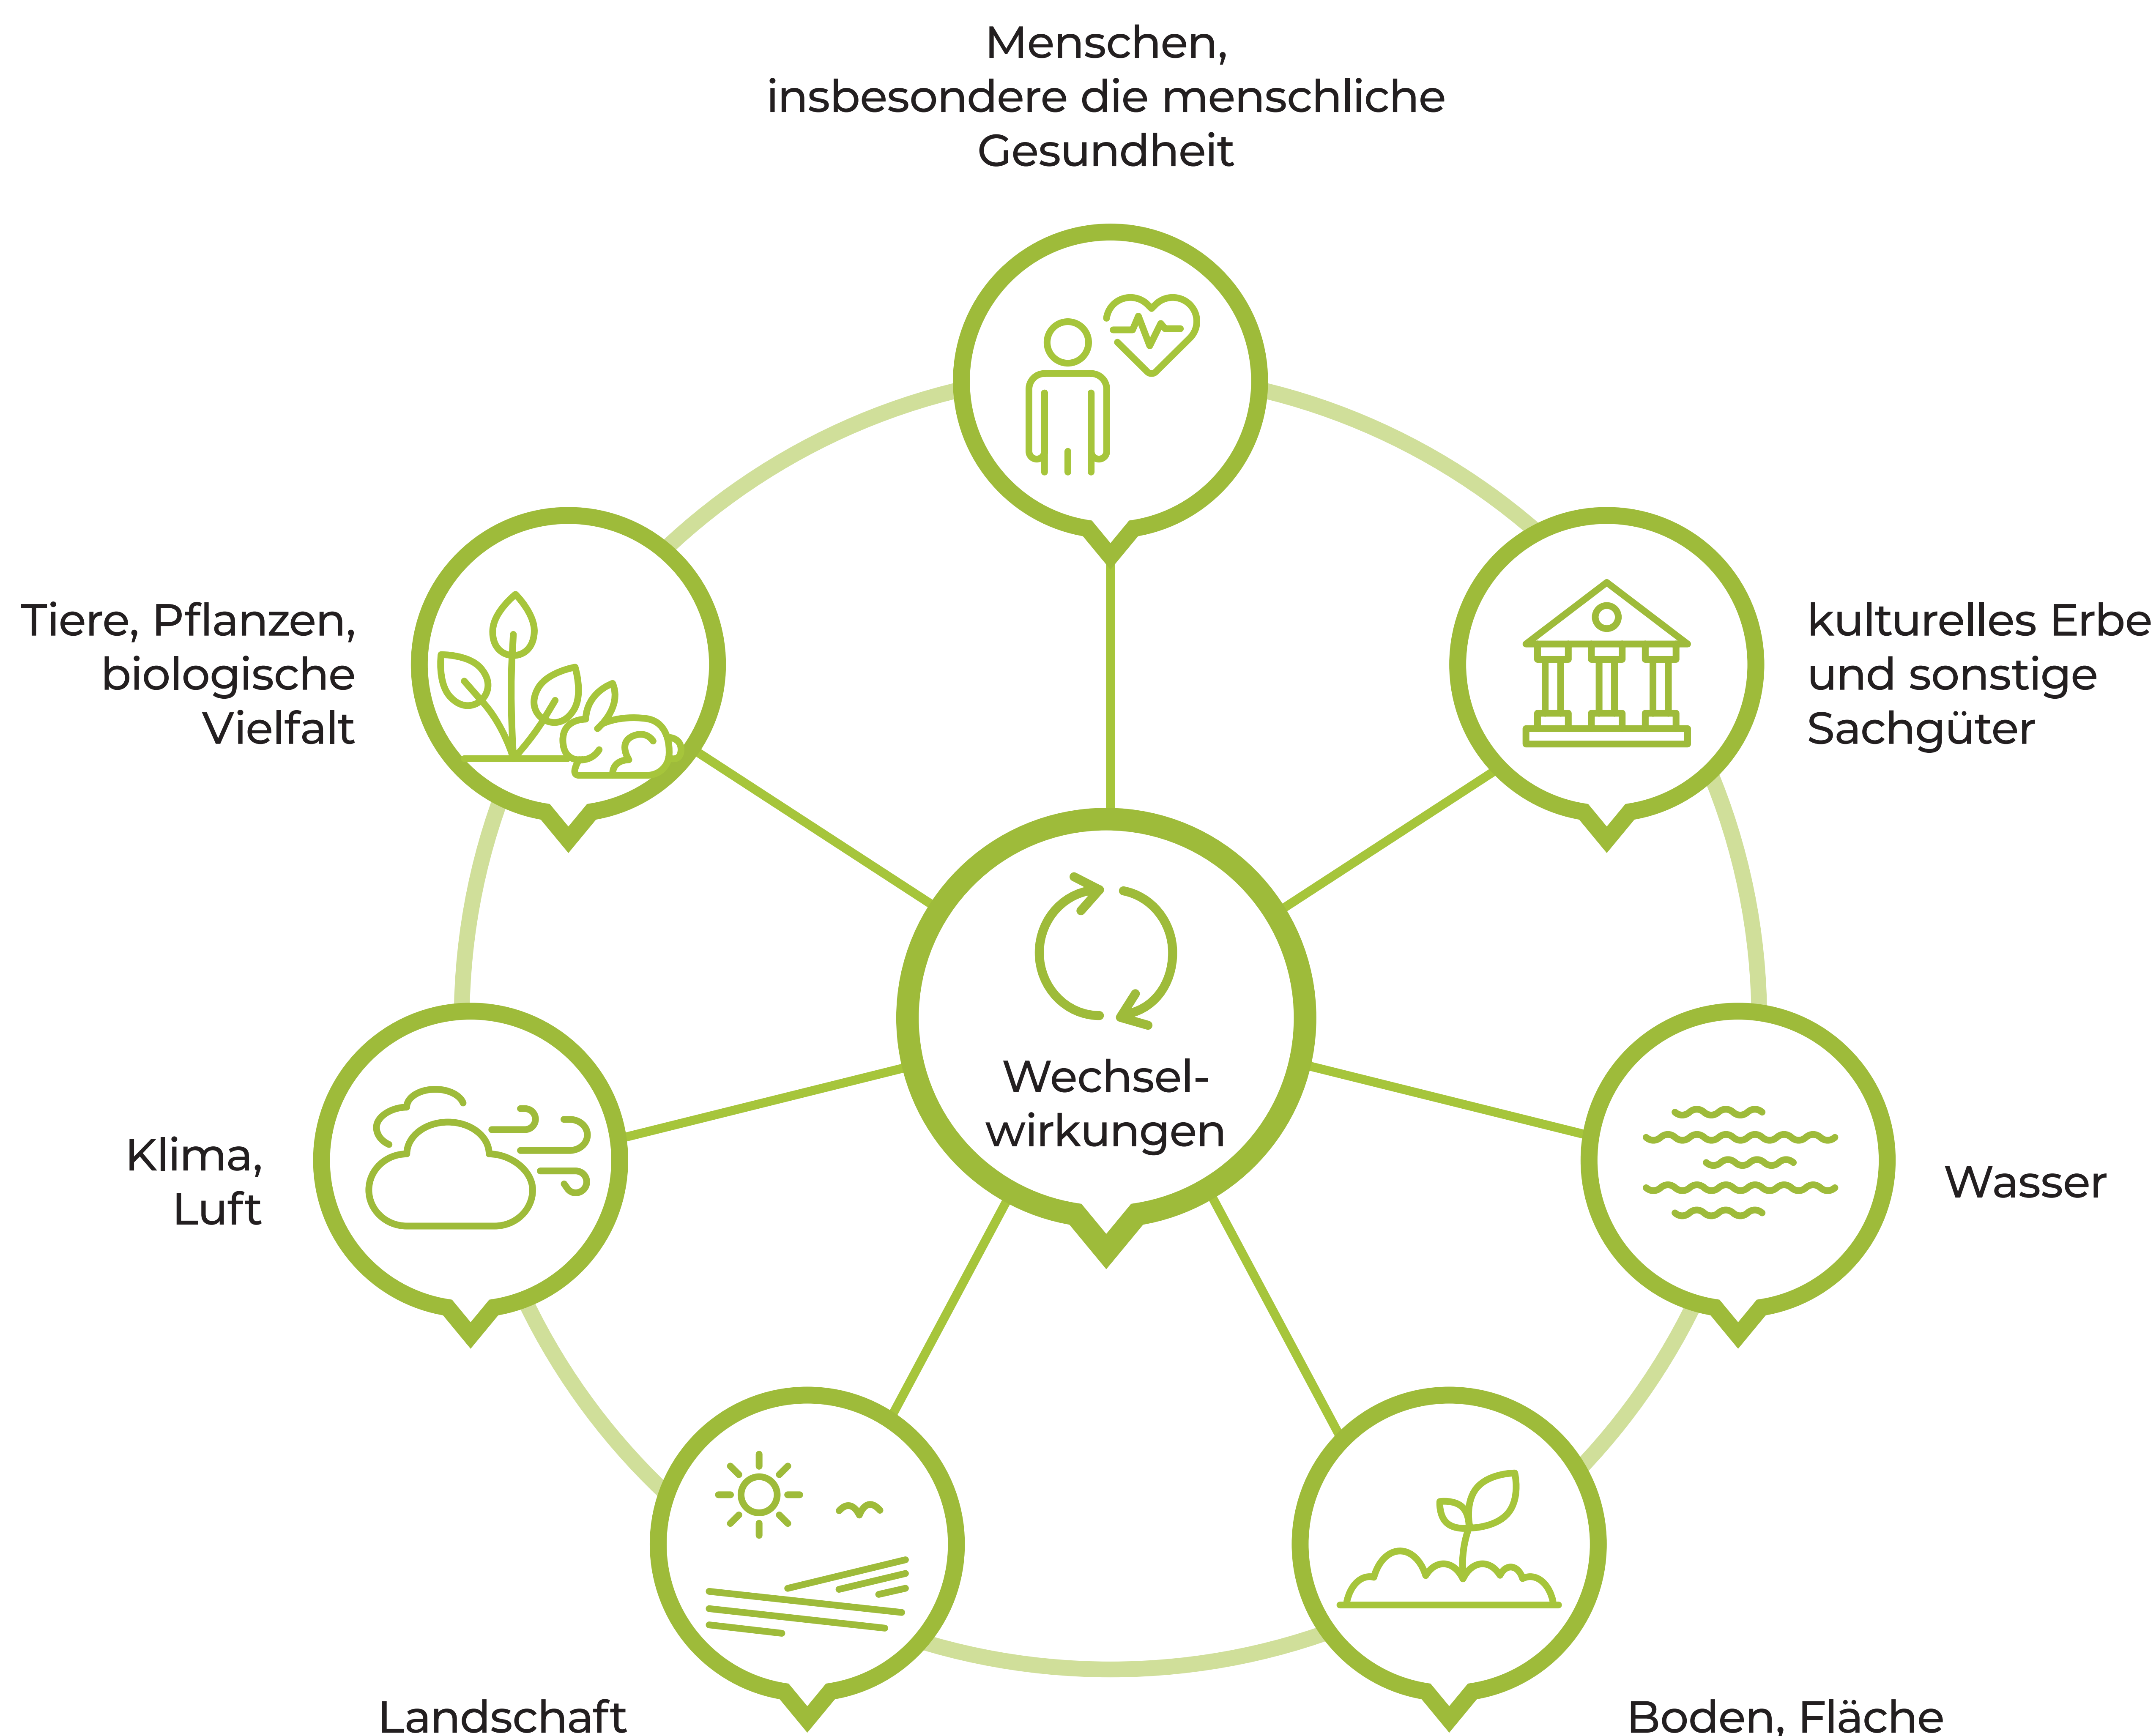 Menschen,
insbesondere die menschliche
Gesundheit
Tiere, Pflanzen,
biologische
Vielfalt
kulturelles Erbe
und sonstige
Sachgüter
Wechsel-
wirkungen
Klima,
Luft
Wasser
Landschaft
Boden, Fläche